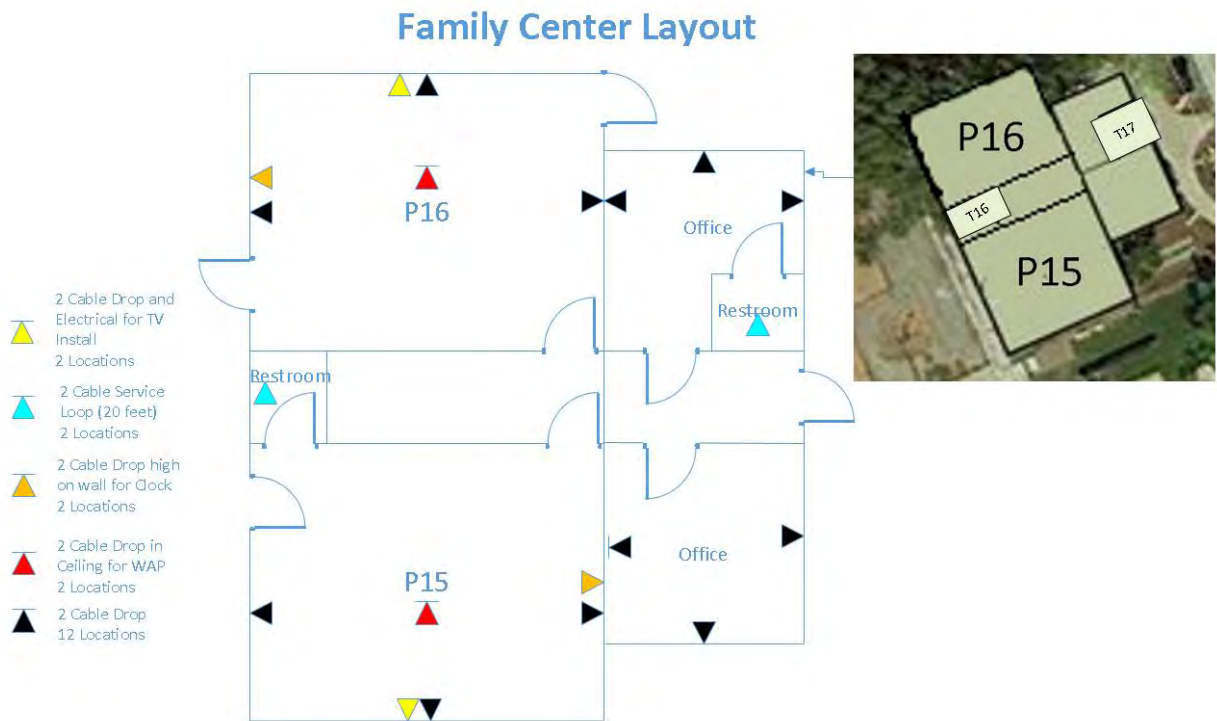 Family Center Layout
P16
Office
Restroom
Restroom
P15
Office
2 Cable Drop and
Electrical for TV
Install
2 Locations
2 Cable Service
Loop (20 feet)
2 Locations
2 Cable Drop high
on wall for Clock
2 Locations
2 Cable Drop in
Ceiling for WAP
2 Locations
2 Cable Drop
12 Locations
P16
T17
T16
P15